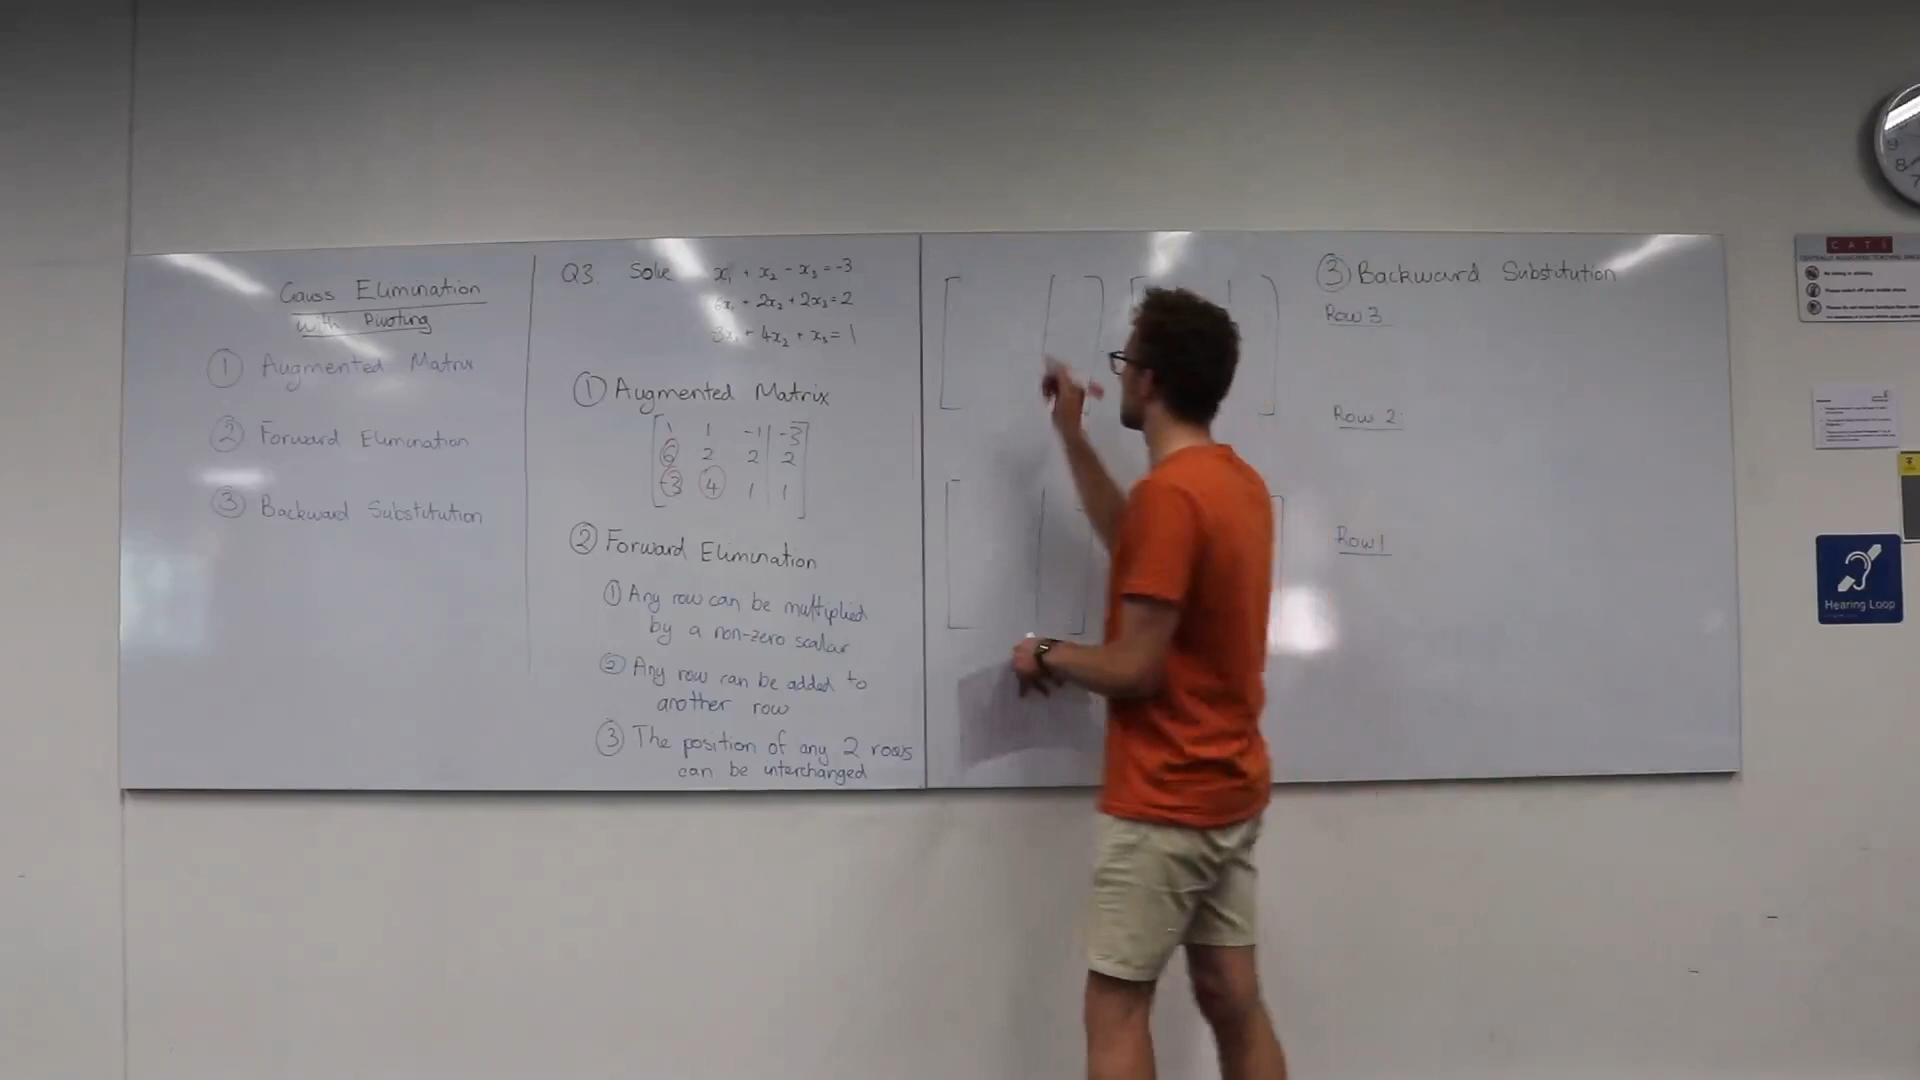 Gauss Elimination
with Pivoting
① Augmented Matrix
② Forward Elimination
③ Backward Substitution
Q3. Solve x₁ + x₂ - x₃ = -3
6x₁ + 2x₂ + 2x₃ = 2
-3x₁ + 4x₂ + x₃ = 1
① Augmented Matrix
1 1 -1 | -3
6 2 2 | 2
-3 4 1 | 1
② Forward Elimination
① Any row can be multiplied
by a non-zero scalar
② Any row can be added to
another row
③ The position of any 2 rows
can be interchanged
③ Backward Substitution
Row 3
Row 2:
Row 1
9
8
7
CATS
Hearing Loop